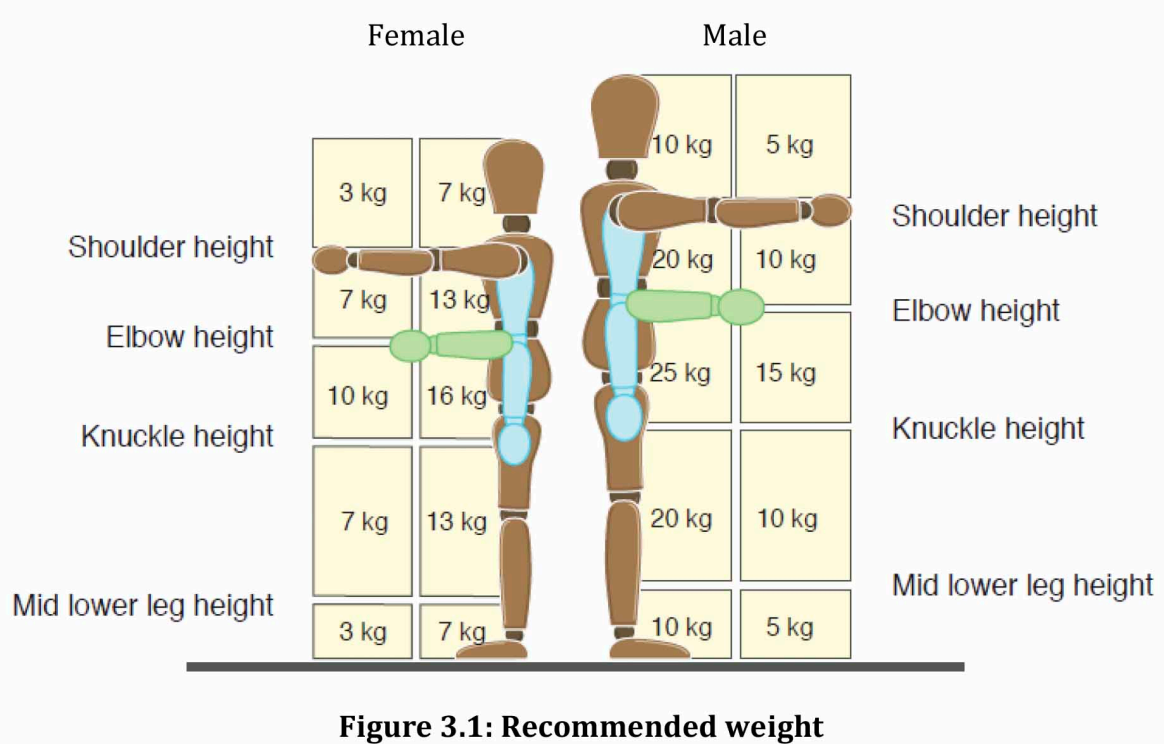 Female
Male
10 kg
5 kg
3 kg
7 kg
Shoulder height
Shoulder height
20 kg
10 kg
7 kg
13 kg
Elbow height
Elbow height
10 kg
16 kg
25 kg
15 kg
Knuckle height
Knuckle height
7 kg
13 kg
20 kg
10 kg
Mid lower leg height
Mid lower leg height
3 kg
7 kg
10 kg
5 kg
Figure 3.1: Recommended weight